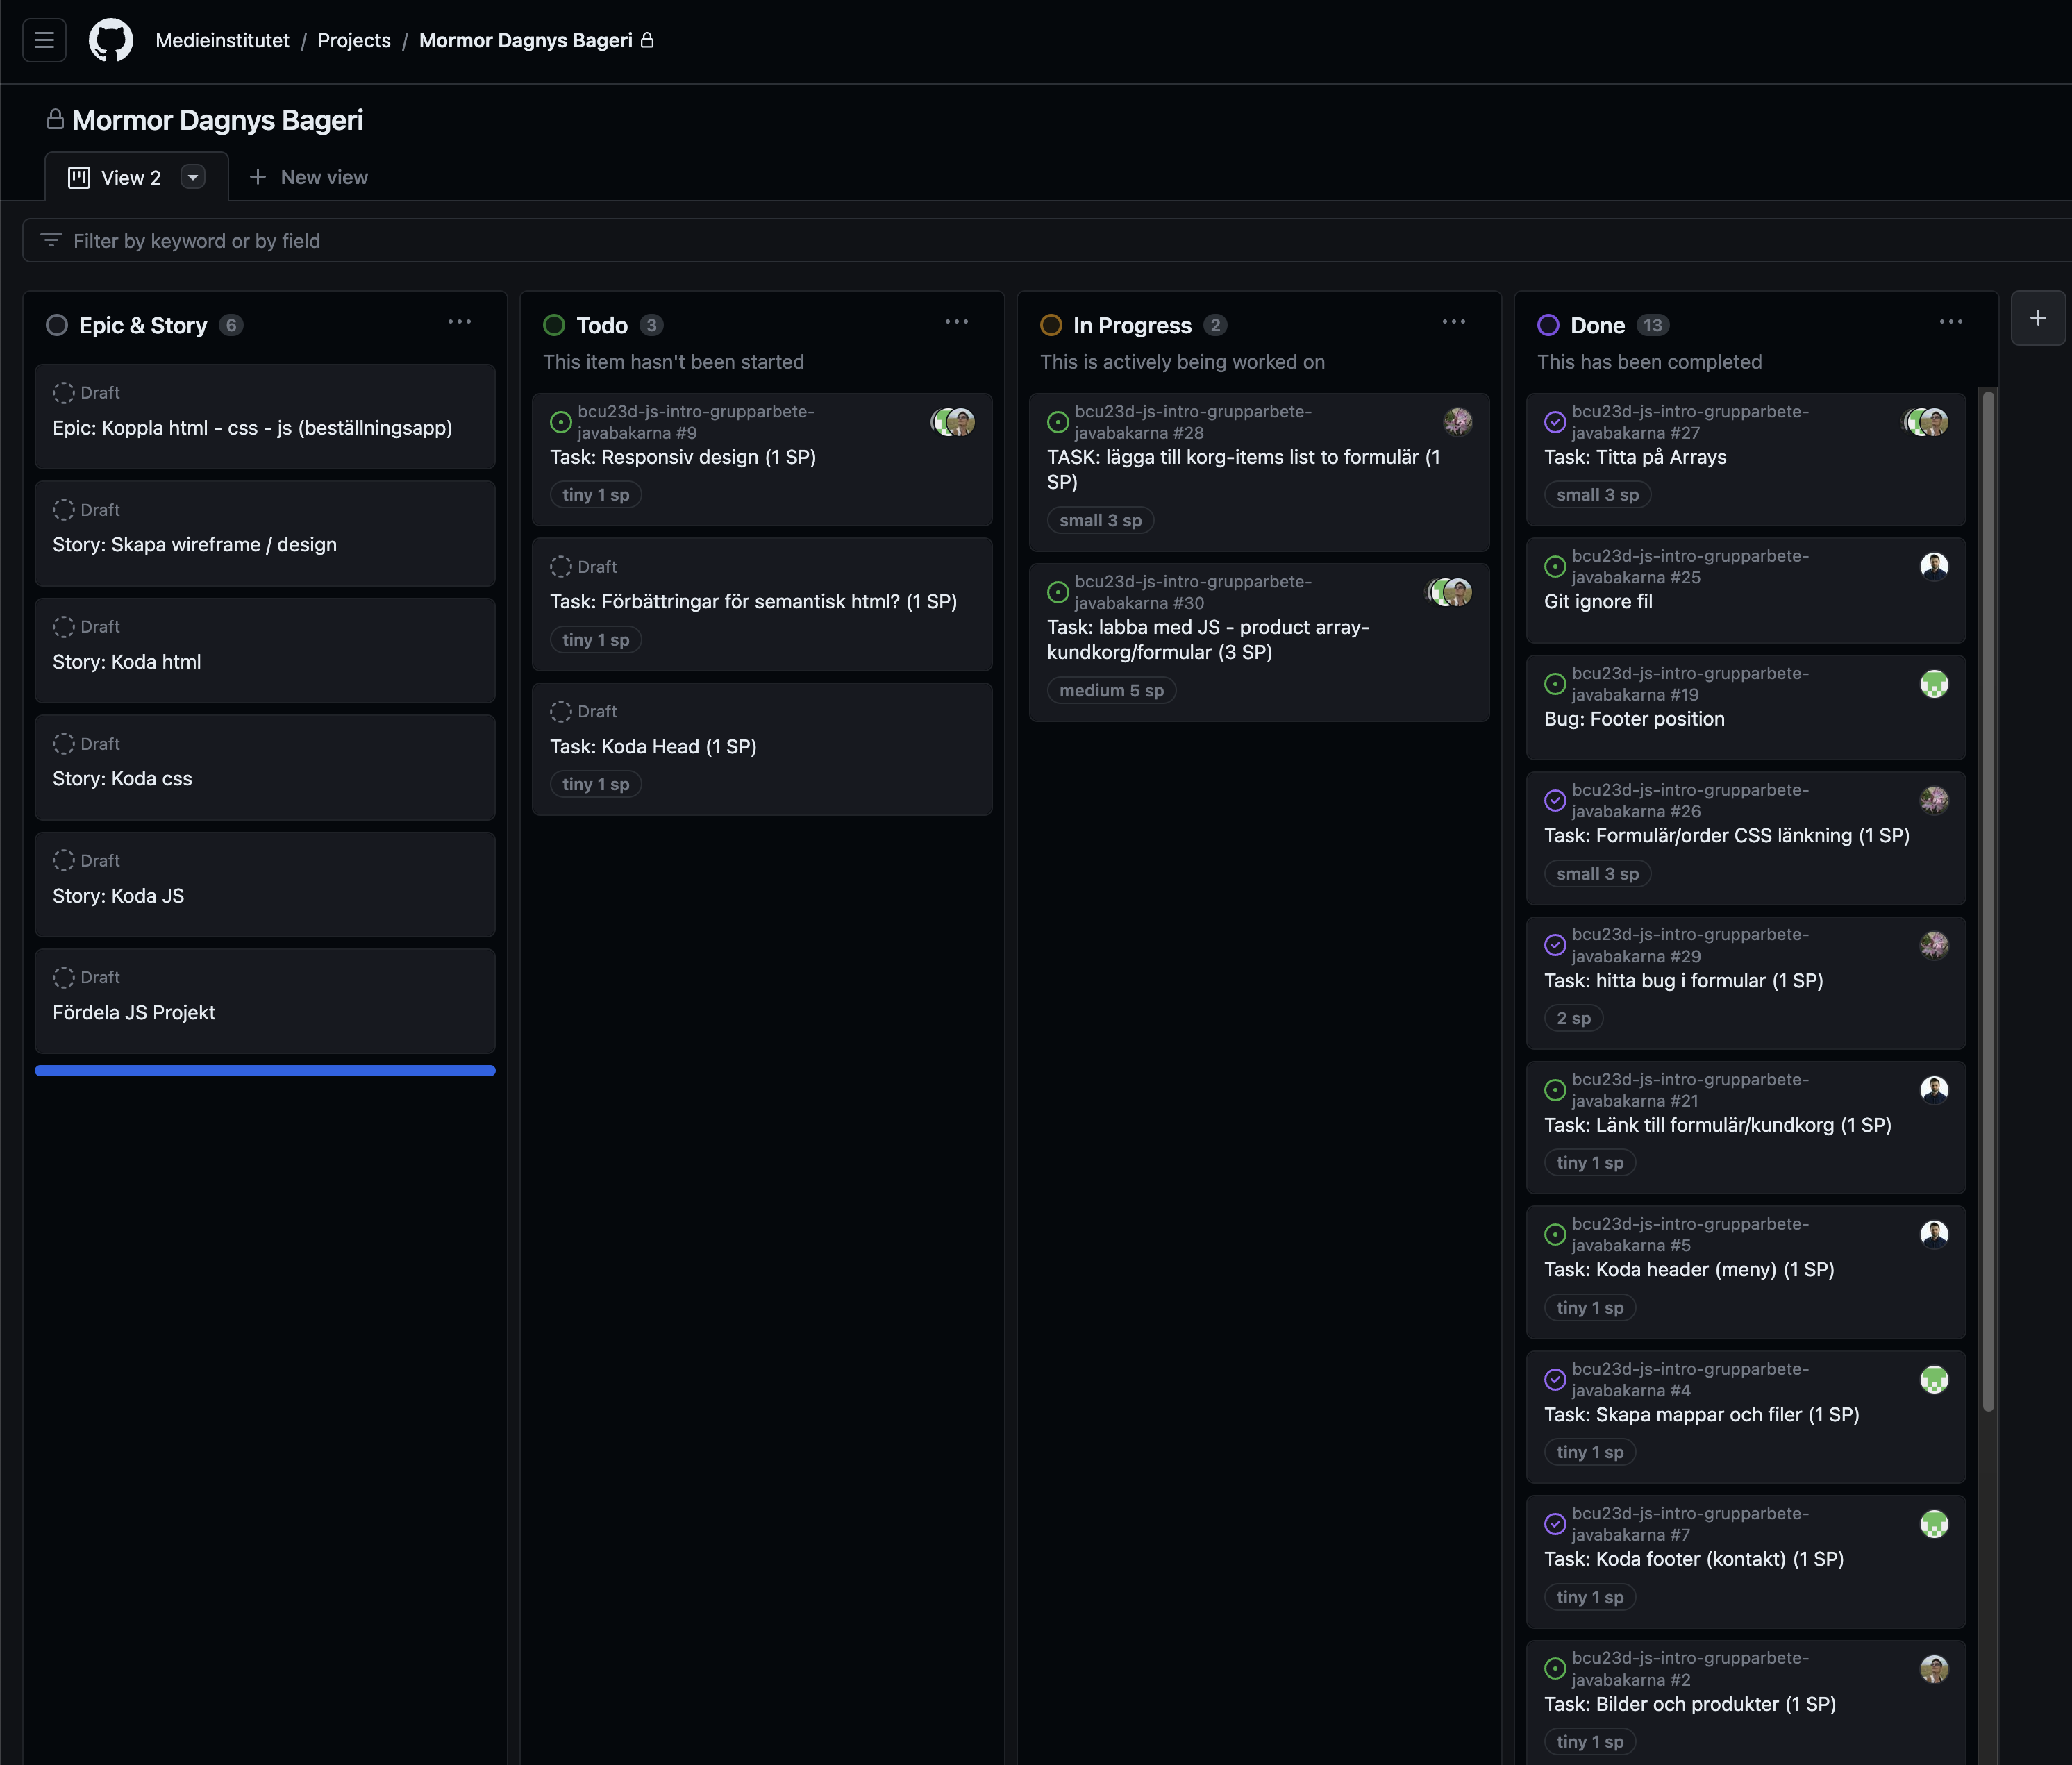 Medieinstitutet / Projects / Mormor Dagnys Bageri
Mormor Dagnys Bageri
View 2
New view
Filter by keyword or by field
Epic & Story 6
Draft
Epic: Koppla html - css - js (beställningsapp)
Draft
Story: Skapa wireframe / design
Draft
Story: Koda html
Draft
Story: Koda css
Draft
Story: Koda JS
Draft
Fördela JS Projekt
Todo 3
This item hasn't been started
bcu23d-js-intro-grupparbete-
javabakarna #9
Task: Responsiv design (1 SP)
tiny 1 sp
Draft
Task: Förbättringar för semantisk html? (1 SP)
tiny 1 sp
Draft
Task: Koda Head (1 SP)
tiny 1 sp
In Progress 2
This is actively being worked on
bcu23d-js-intro-grupparbete-
javabakarna #28
TASK: lägga till korg-items list to formulär (1
SP)
small 3 sp
bcu23d-js-intro-grupparbete-
javabakarna #30
Task: labba med JS - product array-
kundkorg/formular (3 SP)
medium 5 sp
Done 13
This has been completed
bcu23d-js-intro-grupparbete-
javabakarna #27
Task: Titta på Arrays
small 3 sp
bcu23d-js-intro-grupparbete-
javabakarna #25
Git ignore fil
bcu23d-js-intro-grupparbete-
javabakarna #19
Bug: Footer position
bcu23d-js-intro-grupparbete-
javabakarna #26
Task: Formulär/order CSS länkning (1 SP)
small 3 sp
bcu23d-js-intro-grupparbete-
javabakarna #29
Task: hitta bug i formular (1 SP)
2 sp
bcu23d-js-intro-grupparbete-
javabakarna #21
Task: Länk till formulär/kundkorg (1 SP)
tiny 1 sp
bcu23d-js-intro-grupparbete-
javabakarna #5
Task: Koda header (meny) (1 SP)
tiny 1 sp
bcu23d-js-intro-grupparbete-
javabakarna #4
Task: Skapa mappar och filer (1 SP)
tiny 1 sp
bcu23d-js-intro-grupparbete-
javabakarna #7
Task: Koda footer (kontakt) (1 SP)
tiny 1 sp
bcu23d-js-intro-grupparbete-
javabakarna #2
Task: Bilder och produkter (1 SP)
tiny 1 sp